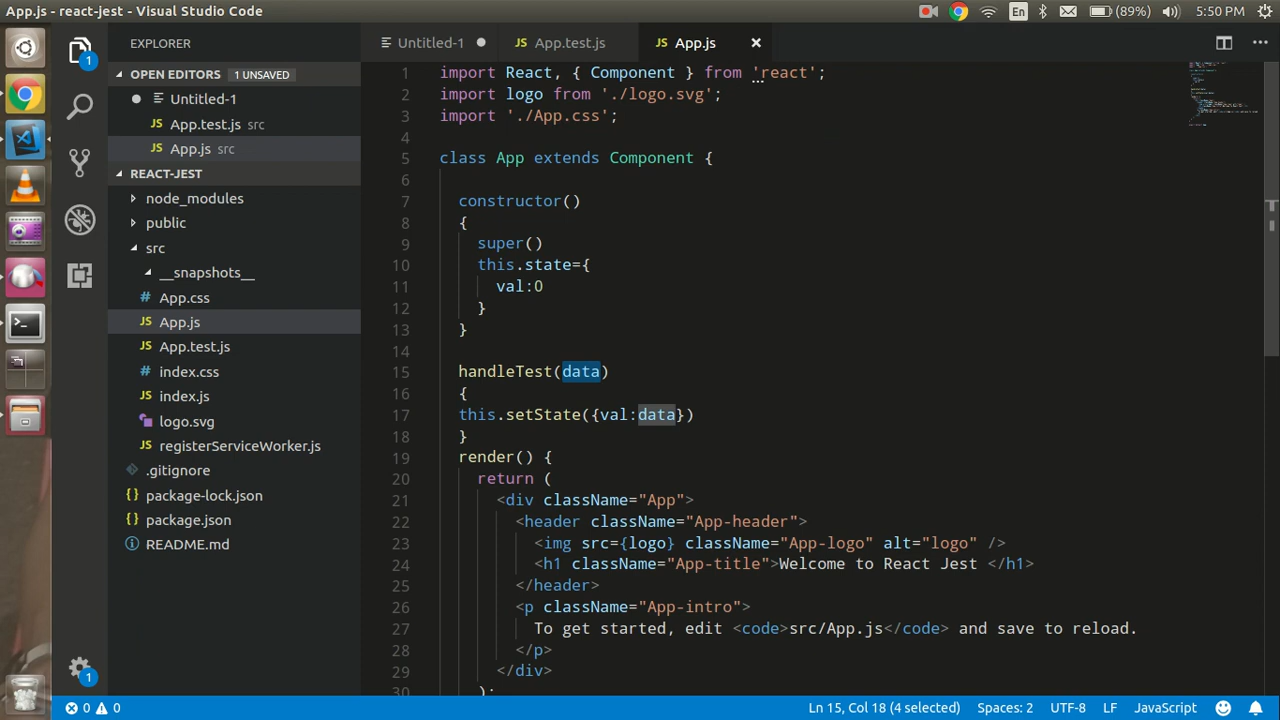 App.js - react-jest - Visual Studio Code
En
(89%)
5:50 PM
EXPLORER
OPEN EDITORS 1 UNSAVED
Untitled-1
App.test.js src
App.js src
REACT-JEST
node_modules
public
src
__snapshots__
# App.css
JS App.js
JS App.test.js
# index.css
JS index.js
logo.svg
JS registerServiceWorker.js
.gitignore
{} package-lock.json
{} package.json
README.md
1
1
Untitled-1
JS App.test.js
JS App.js
1 import React, { Component } from 'react';
2 import logo from './logo.svg';
3 import './App.css';
4
5 class App extends Component {
6
7 constructor()
8 {
9 super()
10 this.state={
11 val:0
12 }
13 }
14
15 handleTest(data)
16 {
17 this.setState({val:data})
18 }
19 render() {
20 return (
21 <div className="App">
22 <header className="App-header">
23 <img src={logo} className="App-logo" alt="logo" />
24 <h1 className="App-title">Welcome to React Jest </h1>
25 </header>
26 <p className="App-intro">
27 To get started, edit <code>src/App.js</code> and save to reload.
28 </p>
29 </div>
30 );
0 0
Ln 15, Col 18 (4 selected)
Spaces: 2
UTF-8
LF
JavaScript